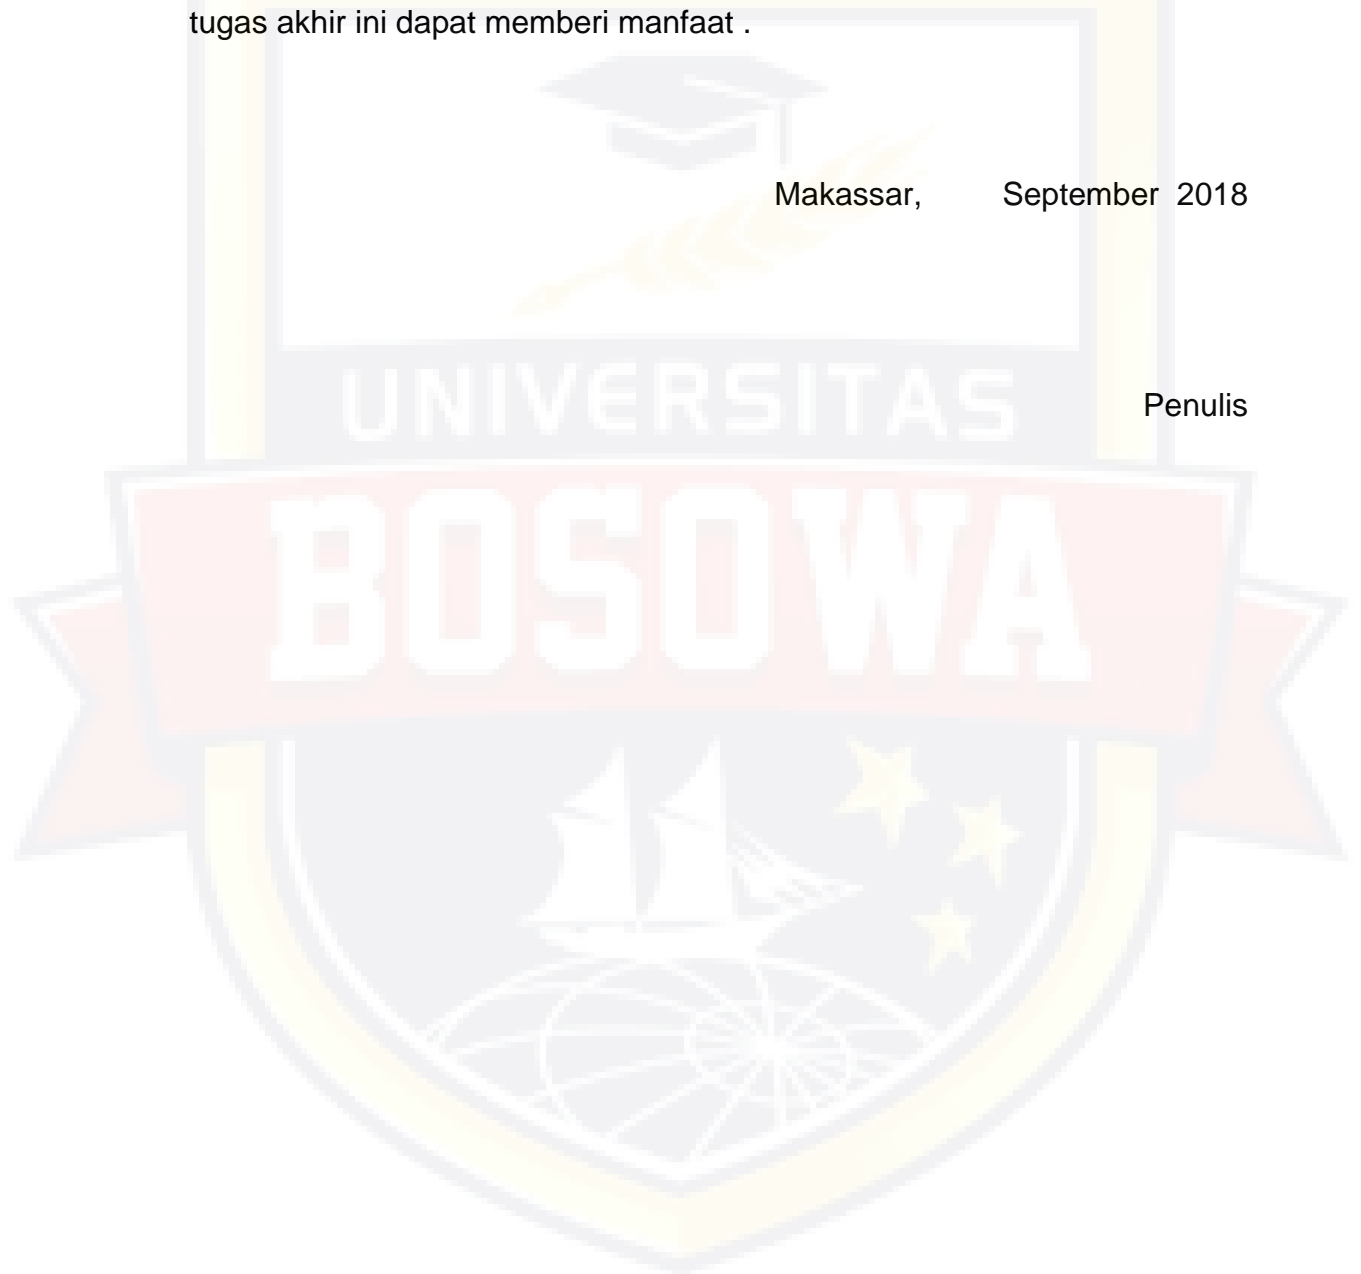 tugas akhir ini dapat memberi manfaat .
Makassar, September 2018
UNIVERSITAS
Penulis
BOSOWA